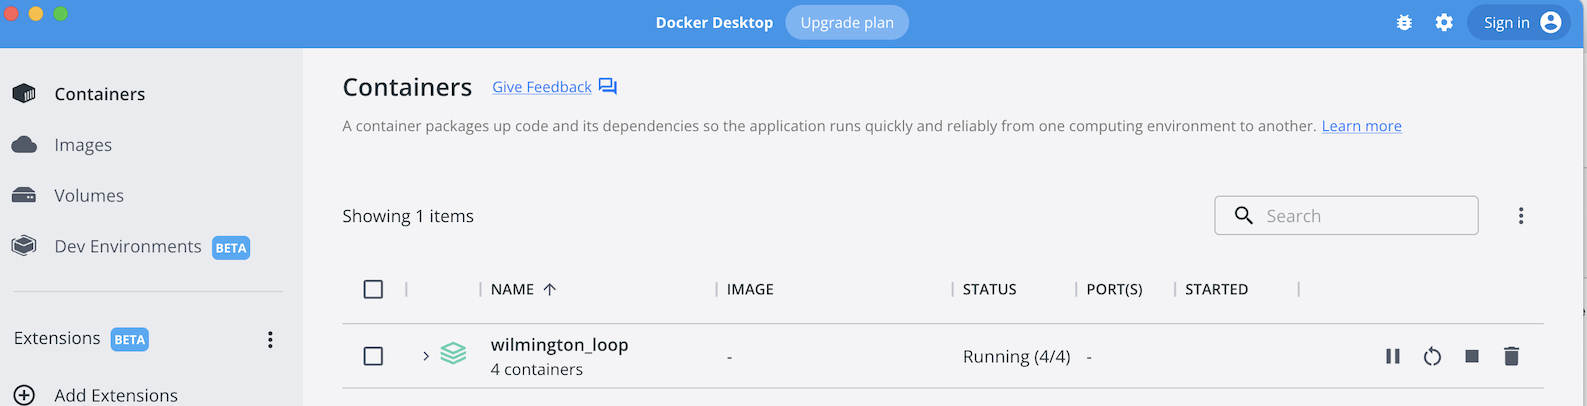 Docker Desktop Upgrade plan Sign in
Containers
Images
Volumes
Dev Environments BETA
Extensions BETA
Add Extensions
Containers Give Feedback
A container packages up code and its dependencies so the application runs quickly and reliably from one computing environment to another. Learn more
Showing 1 items Search
NAME IMAGE STATUS PORT(S) STARTED
wilmington_loop - Running (4/4) -
4 containers